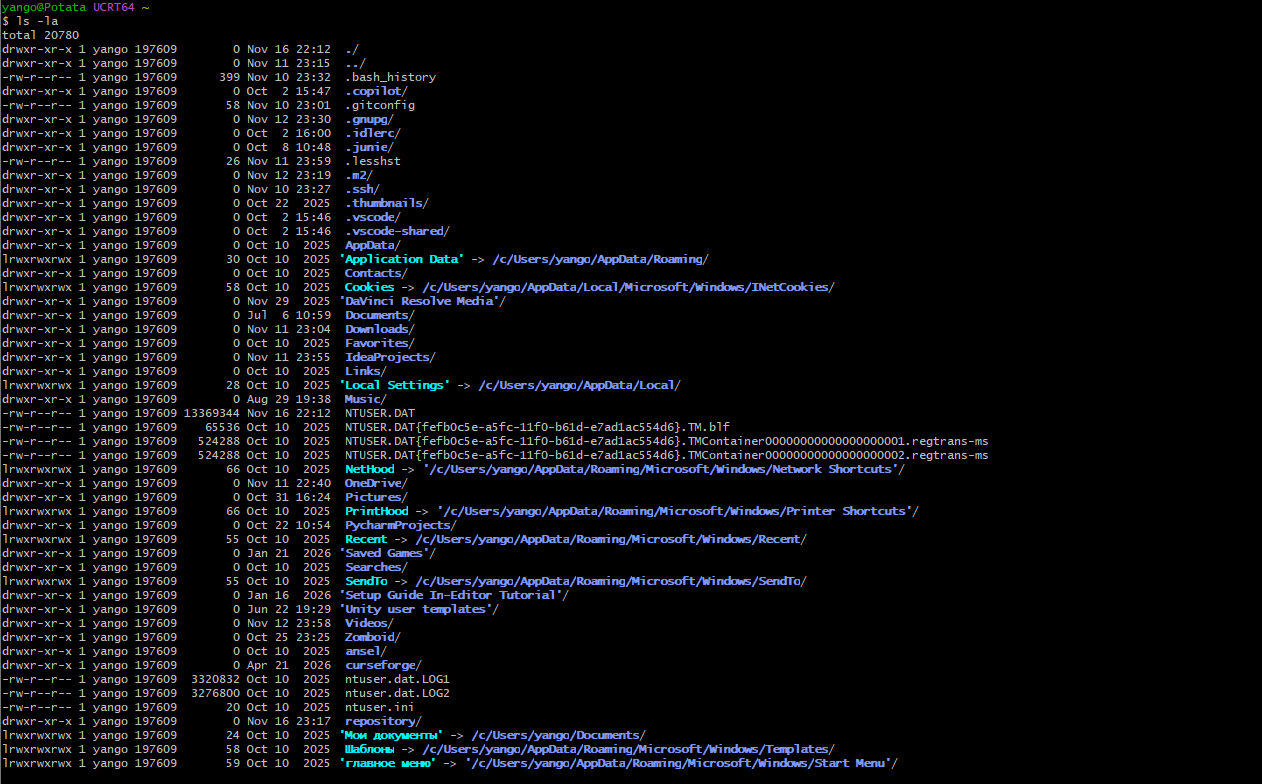 yango@Potata UCRT64 ~
$ ls -la
total 20780
drwxr-xr-x 1 yango 197609        0 Nov 16 22:12  ./
drwxr-xr-x 1 yango 197609        0 Nov 11 23:15  ../
-rw-r--r-- 1 yango 197609      399 Nov 10 23:32  .bash_history
drwxr-xr-x 1 yango 197609        0 Oct  2 15:47  .copilot/
-rw-r--r-- 1 yango 197609       58 Nov 10 23:01  .gitconfig
drwxr-xr-x 1 yango 197609        0 Nov 12 23:30  .gnupg/
drwxr-xr-x 1 yango 197609        0 Oct  2 16:00  .idlerc/
drwxr-xr-x 1 yango 197609        0 Oct  8 10:48  .junie/
-rw-r--r-- 1 yango 197609       26 Nov 11 23:59  .lesshst
drwxr-xr-x 1 yango 197609        0 Nov 12 23:19  .m2/
drwxr-xr-x 1 yango 197609        0 Nov 10 23:27  .ssh/
drwxr-xr-x 1 yango 197609        0 Oct 22  2025  .thumbnails/
drwxr-xr-x 1 yango 197609        0 Oct  2 15:46  .vscode/
drwxr-xr-x 1 yango 197609        0 Oct  2 15:46  .vscode-shared/
drwxr-xr-x 1 yango 197609        0 Oct 10  2025  AppData/
lrwxrwxrwx 1 yango 197609       30 Oct 10  2025 'Application Data' -> /c/Users/yango/AppData/Roaming/
drwxr-xr-x 1 yango 197609        0 Oct 10  2025  Contacts/
lrwxrwxrwx 1 yango 197609       58 Oct 10  2025  Cookies -> /c/Users/yango/AppData/Local/Microsoft/Windows/INetCookies/
drwxr-xr-x 1 yango 197609        0 Nov 29  2025 'DaVinci Resolve Media'/
drwxr-xr-x 1 yango 197609        0 Jul  6 10:59  Documents/
drwxr-xr-x 1 yango 197609        0 Nov 11 23:04  Downloads/
drwxr-xr-x 1 yango 197609        0 Oct 10  2025  Favorites/
drwxr-xr-x 1 yango 197609        0 Nov 11 23:55  IdeaProjects/
drwxr-xr-x 1 yango 197609        0 Oct 10  2025  Links/
lrwxrwxrwx 1 yango 197609       28 Oct 10  2025 'Local Settings' -> /c/Users/yango/AppData/Local/
drwxr-xr-x 1 yango 197609        0 Aug 29 19:38  Music/
-rw-r--r-- 1 yango 197609 13369344 Nov 16 22:12  NTUSER.DAT
-rw-r--r-- 1 yango 197609    65536 Oct 10  2025  NTUSER.DAT{fefb0c5e-a5fc-11f0-b61d-e7ad1ac554d6}.TM.blf
-rw-r--r-- 1 yango 197609   524288 Oct 10  2025  NTUSER.DAT{fefb0c5e-a5fc-11f0-b61d-e7ad1ac554d6}.TMContainer00000000000000000001.regtrans-ms
-rw-r--r-- 1 yango 197609   524288 Oct 10  2025  NTUSER.DAT{fefb0c5e-a5fc-11f0-b61d-e7ad1ac554d6}.TMContainer00000000000000000002.regtrans-ms
lrwxrwxrwx 1 yango 197609       66 Oct 10  2025  NetHood -> '/c/Users/yango/AppData/Roaming/Microsoft/Windows/Network Shortcuts'/
drwxr-xr-x 1 yango 197609        0 Nov 11 22:40  OneDrive/
drwxr-xr-x 1 yango 197609        0 Oct 31 16:24  Pictures/
lrwxrwxrwx 1 yango 197609       66 Oct 10  2025  PrintHood -> '/c/Users/yango/AppData/Roaming/Microsoft/Windows/Printer Shortcuts'/
drwxr-xr-x 1 yango 197609        0 Oct 22 10:54  PycharmProjects/
lrwxrwxrwx 1 yango 197609       55 Oct 10  2025  Recent -> /c/Users/yango/AppData/Roaming/Microsoft/Windows/Recent/
drwxr-xr-x 1 yango 197609        0 Jan 21  2026 'Saved Games'/
drwxr-xr-x 1 yango 197609        0 Oct 10  2025  Searches/
lrwxrwxrwx 1 yango 197609       55 Oct 10  2025  SendTo -> /c/Users/yango/AppData/Roaming/Microsoft/Windows/SendTo/
drwxr-xr-x 1 yango 197609        0 Jan 16  2026 'Setup Guide In-Editor Tutorial'/
drwxr-xr-x 1 yango 197609        0 Jun 22 19:29 'Unity user templates'/
drwxr-xr-x 1 yango 197609        0 Nov 12 23:58  Videos/
drwxr-xr-x 1 yango 197609        0 Oct 25 23:25  Zomboid/
drwxr-xr-x 1 yango 197609        0 Oct 10  2025  ansel/
drwxr-xr-x 1 yango 197609        0 Apr 21  2026  curseforge/
-rw-r--r-- 1 yango 197609  3320832 Oct 10  2025  ntuser.dat.LOG1
-rw-r--r-- 1 yango 197609  3276800 Oct 10  2025  ntuser.dat.LOG2
-rw-r--r-- 1 yango 197609       20 Oct 10  2025  ntuser.ini
drwxr-xr-x 1 yango 197609        0 Nov 16 23:17  repository/
lrwxrwxrwx 1 yango 197609       24 Oct 10  2025 'Мои документы' -> /c/Users/yango/Documents/
lrwxrwxrwx 1 yango 197609       58 Oct 10  2025  Шаблоны -> /c/Users/yango/AppData/Roaming/Microsoft/Windows/Templates/
lrwxrwxrwx 1 yango 197609       59 Oct 10  2025 'главное меню' -> '/c/Users/yango/AppData/Roaming/Microsoft/Windows/Start Menu'/